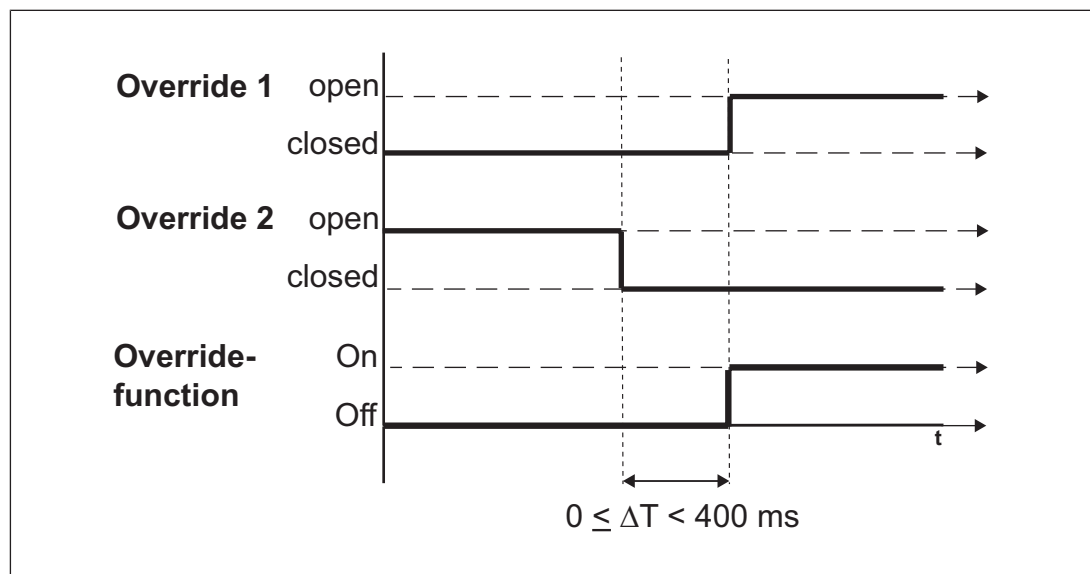 Override 1 open
closed
Override 2 open
closed
Override- On
function
Off
t
0 ≤ ΔT < 400 ms